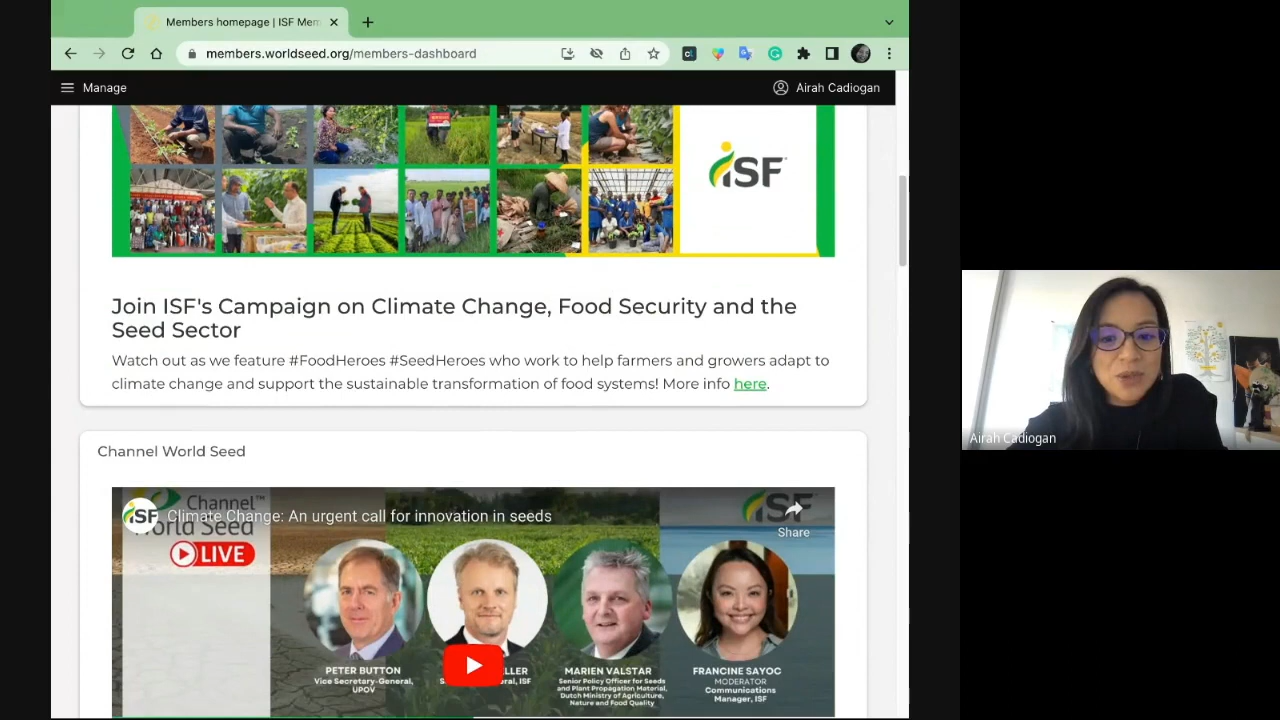 Members homepage | ISF Mem
members.worldseed.org/members-dashboard
Manage
Airah Cadiogan
iSF
Join ISF's Campaign on Climate Change, Food Security and the
Seed Sector
Watch out as we feature #FoodHeroes #SeedHeroes who work to help farmers and growers adapt to
climate change and support the sustainable transformation of food systems! More info here.
Channel World Seed
Channel™
World Seed
LIVE
iSF
Climate Change: An urgent call for innovation in seeds
iSF
Share
PETER BUTTON
Vice Secretary-General,
UPOV
MARIEN VALSTAR
Senior Policy Officer for Seeds
and Plant Propagation Material,
Dutch Ministry of Agriculture,
Nature and Food Quality
FRANCINE SAYOC
MODERATOR
Communications
Manager, ISF
Airah Cadiogan